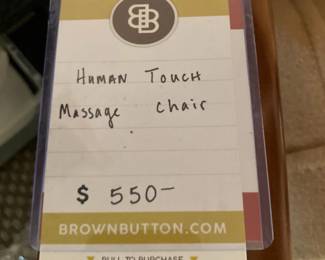 BB
Human Touch
Massage Chair
$ 550-
BROWNBUTTON.COM
PULL TO PURCHASE